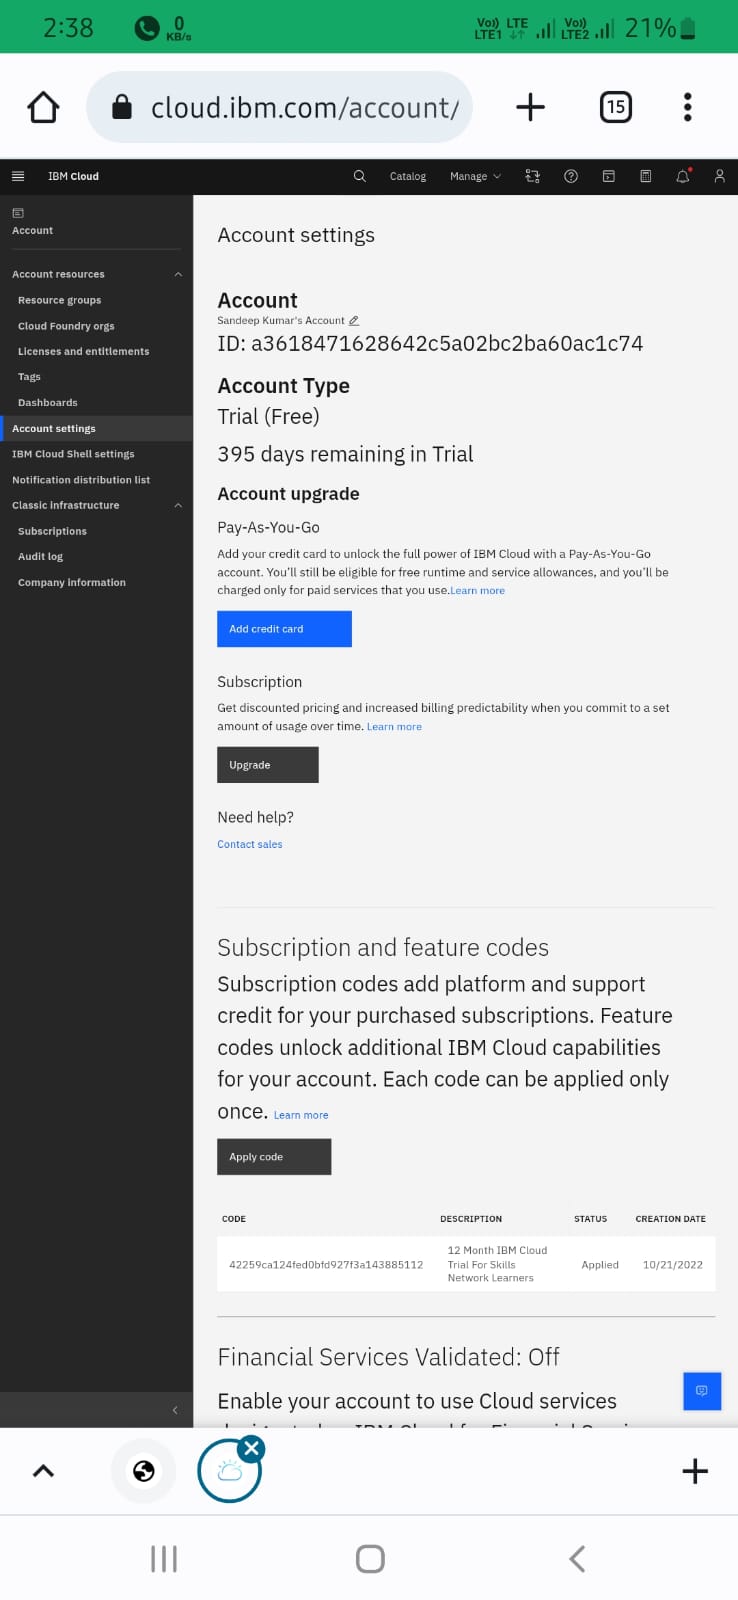 2:38
0
KB/s
Vo) LTE
LTE1
Vo)
LTE2
21%
cloud.ibm.com/account/
15
IBM Cloud
Catalog
Manage
Account
Account resources
Resource groups
Cloud Foundry orgs
Licenses and entitlements
Tags
Dashboards
Account settings
IBM Cloud Shell settings
Notification distribution list
Classic infrastructure
Subscriptions
Audit log
Company information
Account settings
Account
Sandeep Kumar's Account
ID: a3618471628642c5a02bc2ba60ac1c74
Account Type
Trial (Free)
395 days remaining in Trial
Account upgrade
Pay-As-You-Go
Add your credit card to unlock the full power of IBM Cloud with a Pay-As-You-Go
account. You'll still be eligible for free runtime and service allowances, and you'll be
charged only for paid services that you use.Learn more
Add credit card
Subscription
Get discounted pricing and increased billing predictability when you commit to a set
amount of usage over time. Learn more
Upgrade
Need help?
Contact sales
Subscription and feature codes
Subscription codes add platform and support
credit for your purchased subscriptions. Feature
codes unlock additional IBM Cloud capabilities
for your account. Each code can be applied only
once. Learn more
Apply code
CODE DESCRIPTION STATUS CREATION DATE
12 Month IBM Cloud
42259ca124fed0bfd927f3a143885112 Trial For Skills Applied 10/21/2022
Network Learners
Financial Services Validated: Off
Enable your account to use Cloud services